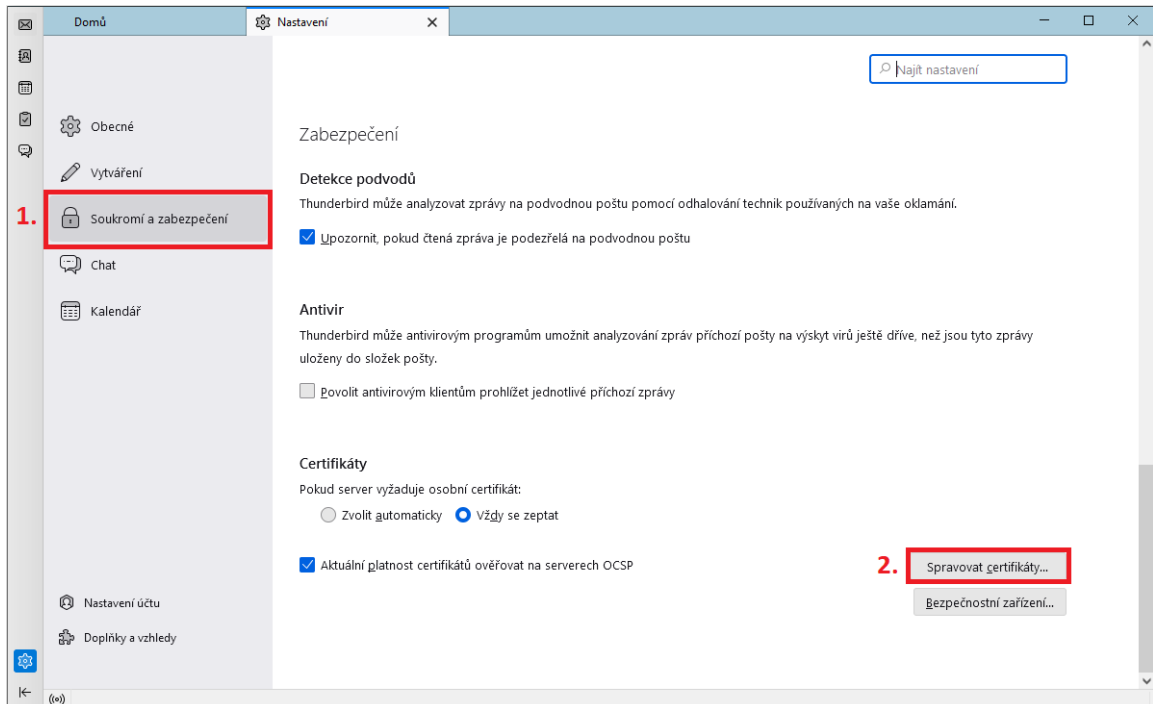 Domů
Nastavení
Najít nastavení
Obecné
Vytváření
1.
Soukromí a zabezpečení
Chat
Kalendář
Nastavení účtu
Doplňky a vzhledy
Zabezpečení
Detekce podvodů
Thunderbird může analyzovat zprávy na podvodnou poštu pomocí odhalování technik používaných na vaše oklamání.
Upozornit, pokud čtená zpráva je podezřelá na podvodnou poštu
Antivir
Thunderbird může antivirovým programům umožnit analyzování zpráv příchozí pošty na výskyt virů ještě dříve, než jsou tyto zprávy
uloženy do složek pošty.
Povolit antivirovým klientům prohlížet jednotlivé příchozí zprávy
Certifikáty
Pokud server vyžaduje osobní certifikát:
Zvolit automaticky Vždy se zeptat
Aktuální platnost certifikátů ověřovat na serverech OCSP
2.
Spravovat certifikáty...
Bezpečnostní zařízení...